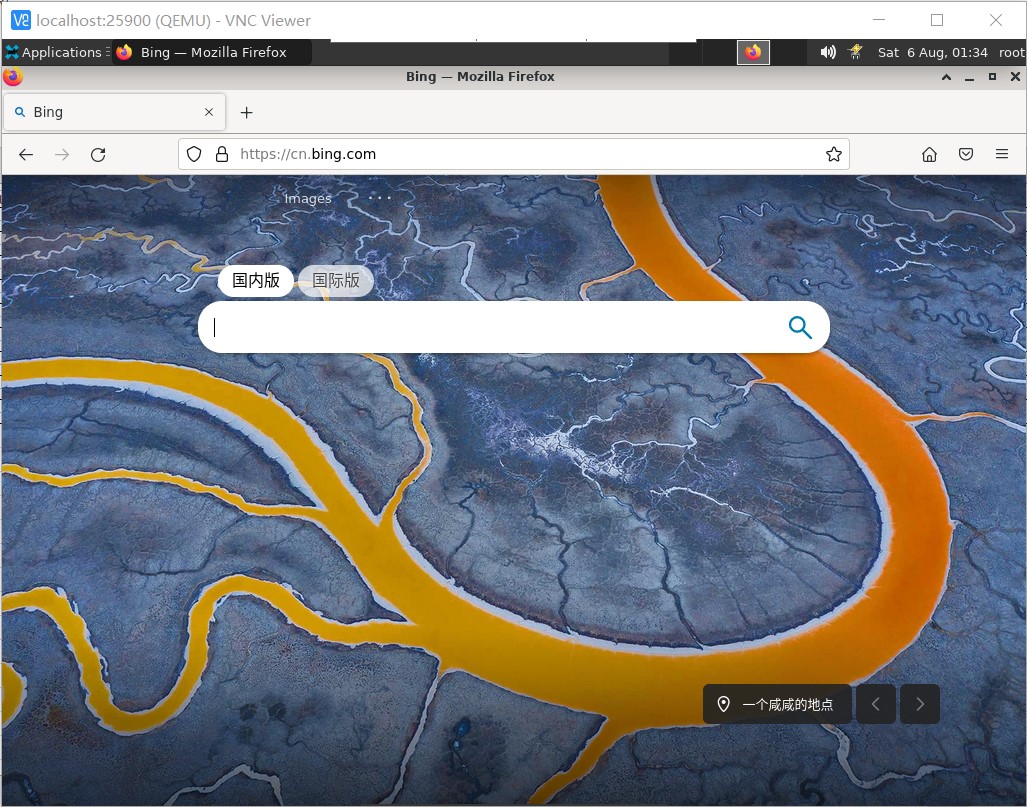 localhost:25900 (QEMU) - VNC Viewer
Applications Bing — Mozilla Firefox Sat 6 Aug, 01:34 root
Bing — Mozilla Firefox
Bing
https://cn.bing.com
Images
国内版 国际版
一个咸咸的地点